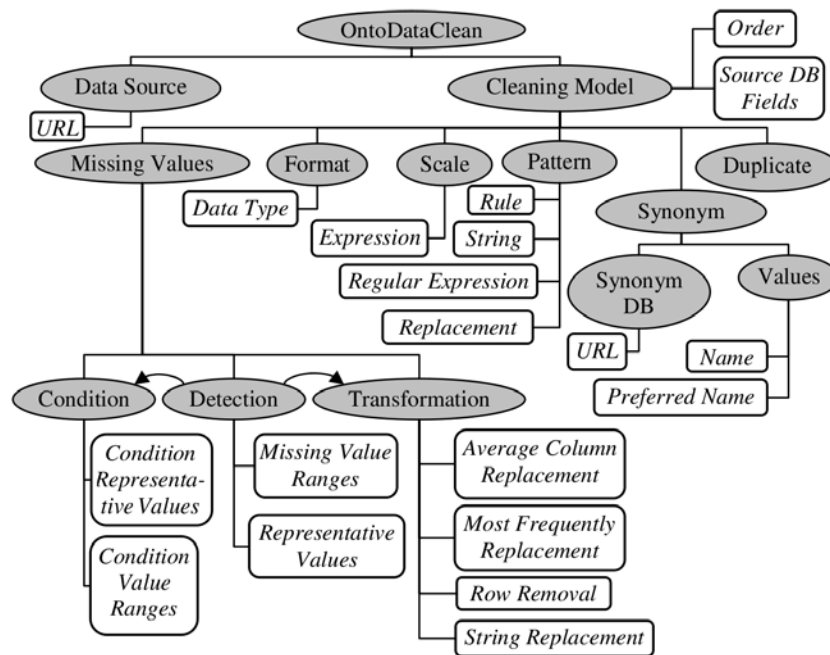 OntoDataClean
Order
Data Source
Cleaning Model
Source DB
Fields
URL
Missing Values
Format
Scale
Pattern
Duplicate
Data Type
Rule
Synonym
Expression
String
Regular Expression
Synonym
DB
Values
Replacement
URL
Name
Preferred Name
Condition
Detection
Transformation
Condition
Representa-
tive Values
Missing Value
Ranges
Average Column
Replacement
Condition
Value
Ranges
Representative
Values
Most Frequently
Replacement
Row Removal
String Replacement